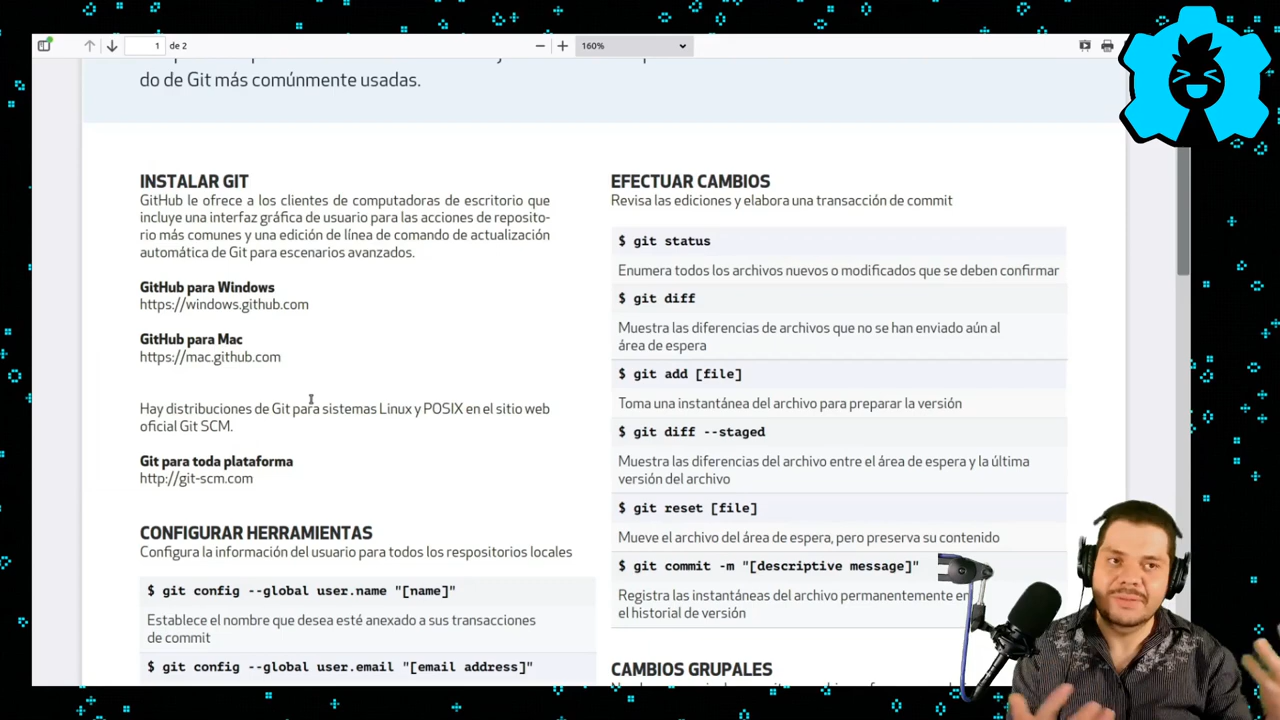 1
de 2
160%
do de Git más comúnmente usadas.
INSTALAR GIT
GitHub le ofrece a los clientes de computadoras de escritorio que
incluye una interfaz gráfica de usuario para las acciones de reposito-
rio más comunes y una edición de línea de comando de actualización
automática de Git para escenarios avanzados.
GitHub para Windows
https://windows.github.com
GitHub para Mac
https://mac.github.com
Hay distribuciones de Git para sistemas Linux y POSIX en el sitio web
oficial Git SCM.
Git para toda plataforma
http://git-scm.com
CONFIGURAR HERRAMIENTAS
Configura la información del usuario para todos los respositorios locales
$ git config --global user.name "[name]"
Establece el nombre que desea esté anexado a sus transacciones
de commit
$ git config --global user.email "[email address]"
EFECTUAR CAMBIOS
Revisa las ediciones y elabora una transacción de commit
$ git status
Enumera todos los archivos nuevos o modificados que se deben confirmar
$ git diff
Muestra las diferencias de archivos que no se han enviado aún al
área de espera
$ git add [file]
Toma una instantánea del archivo para preparar la versión
$ git diff --staged
Muestra las diferencias del archivo entre el área de espera y la última
versión del archivo
$ git reset [file]
Mueve el archivo del área de espera, pero preserva su contenido
$ git commit -m "[descriptive message]"
Registra las instantáneas del archivo permanentemente en
el historial de versión
CAMBIOS GRUPALES